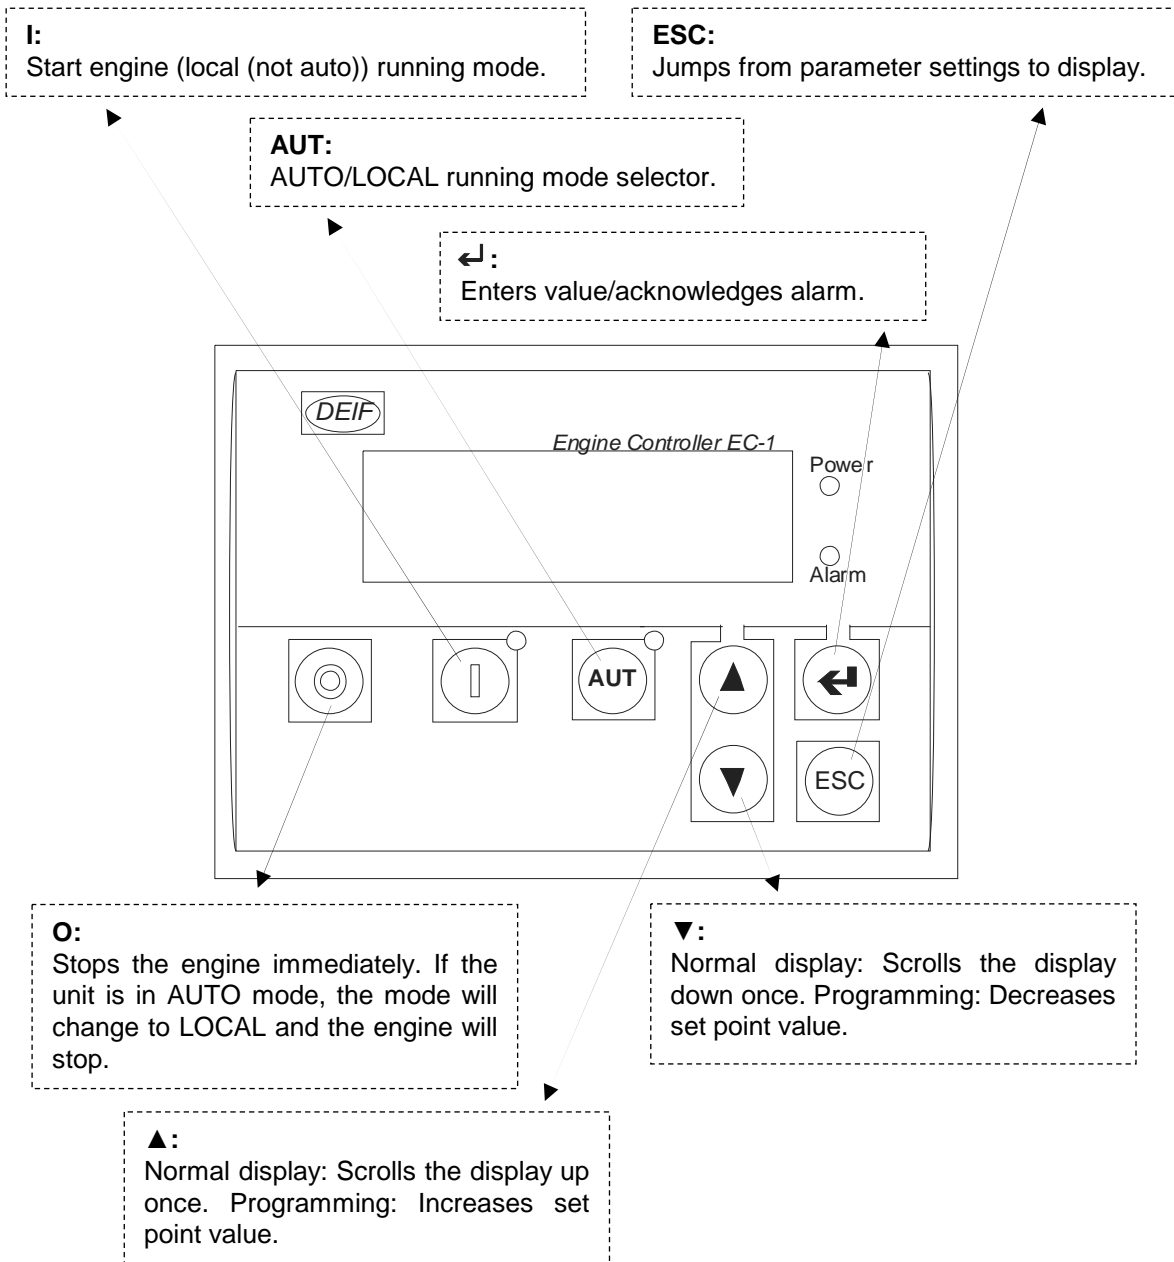 I:
Start engine (local (not auto)) running mode.
ESC:
Jumps from parameter settings to display.
AUT:
AUTO/LOCAL running mode selector.
↵:
Enters value/acknowledges alarm.
DEIF
Engine Controller EC-1
Power
Alarm
AUT
▲
↵
▼
ESC
O:
Stops the engine immediately. If the
unit is in AUTO mode, the mode will
change to LOCAL and the engine will
stop.
▼:
Normal display: Scrolls the display
down once. Programming: Decreases
set point value.
▲:
Normal display: Scrolls the display up
once. Programming: Increases set
point value.